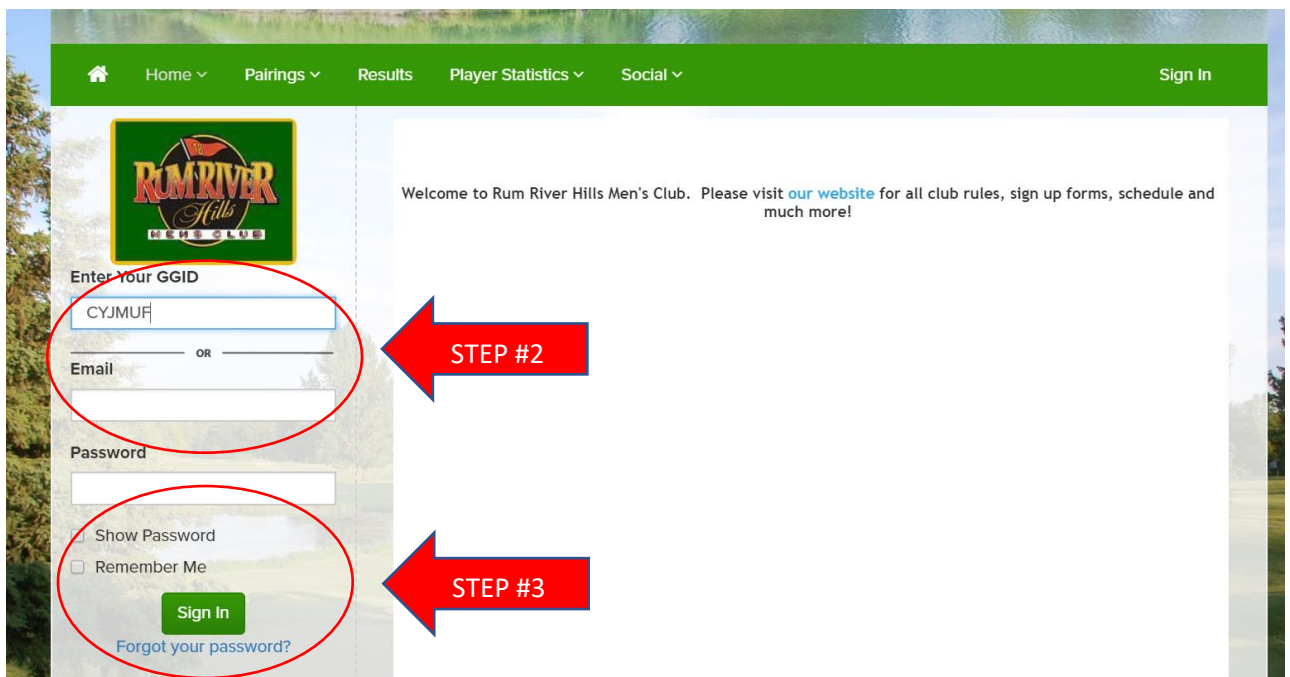 Home Pairings Results Player Statistics Social Sign In
18
RUM RIVER
Hills
MENS CLUB
Welcome to Rum River Hills Men's Club. Please visit our website for all club rules, sign up forms, schedule and
much more!
Enter Your GGID
CYJMUF
OR
Email
STEP #2
Password
Show Password
Remember Me
STEP #3
Sign In
Forgot your password?